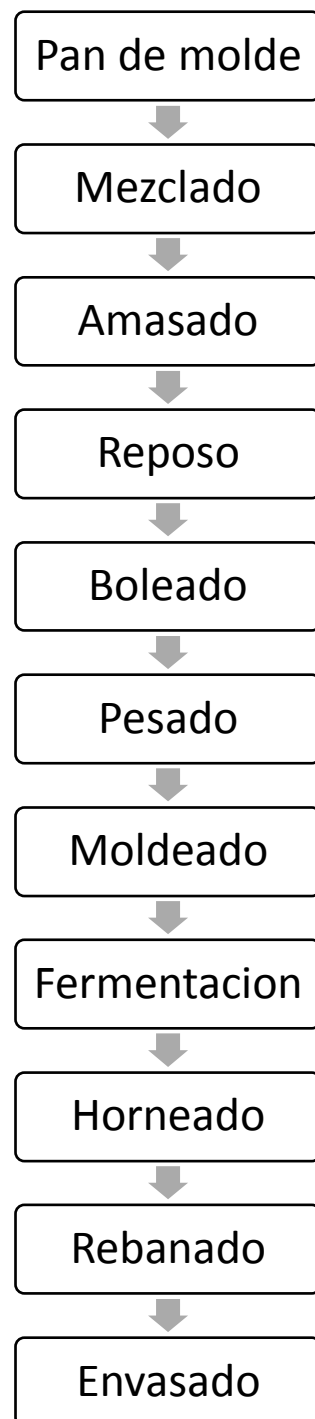 Pan de molde
Mezclado
Amasado
Reposo
Boleado
Pesado
Moldeado
Fermentacion
Horneado
Rebanado
Envasado